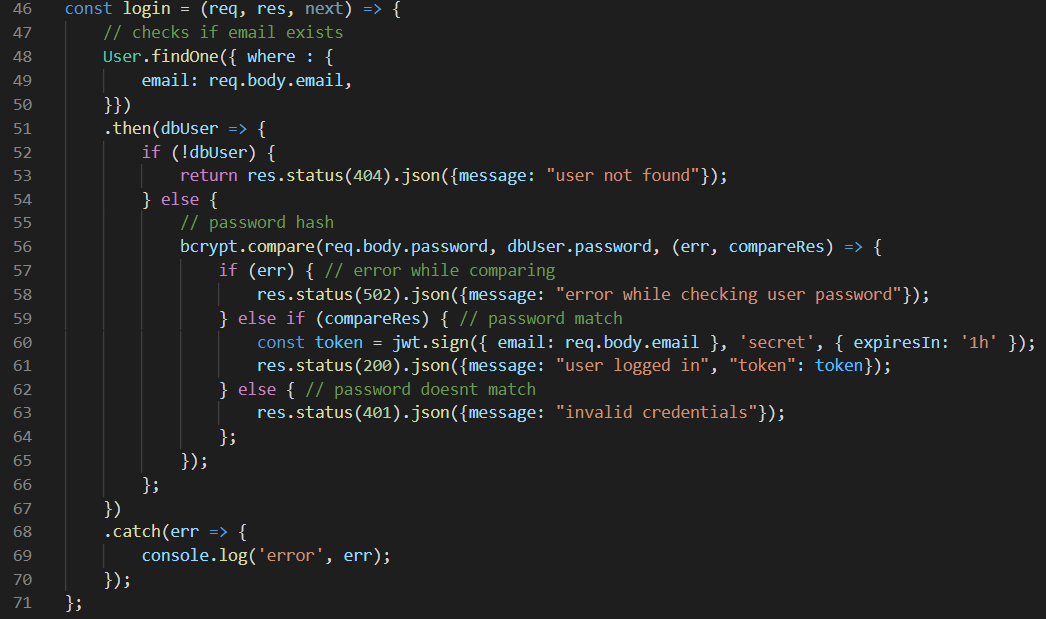 46 const login = (req, res, next) => {
47     // checks if email exists
48     User.findOne({ where : {
49         email: req.body.email,
50     }})
51     .then(dbUser => {
52         if (!dbUser) {
53             return res.status(404).json({message: "user not found"});
54         } else {
55             // password hash
56             bcrypt.compare(req.body.password, dbUser.password, (err, compareRes) => {
57                 if (err) { // error while comparing
58                     res.status(502).json({message: "error while checking user password"});
59                 } else if (compareRes) { // password match
60                     const token = jwt.sign({ email: req.body.email }, 'secret', { expiresIn: '1h' });
61                     res.status(200).json({message: "user logged in", "token": token});
62                 } else { // password doesnt match
63                     res.status(401).json({message: "invalid credentials"});
64                 };
65             });
66         };
67     })
68     .catch(err => {
69         console.log('error', err);
70     });
71 };